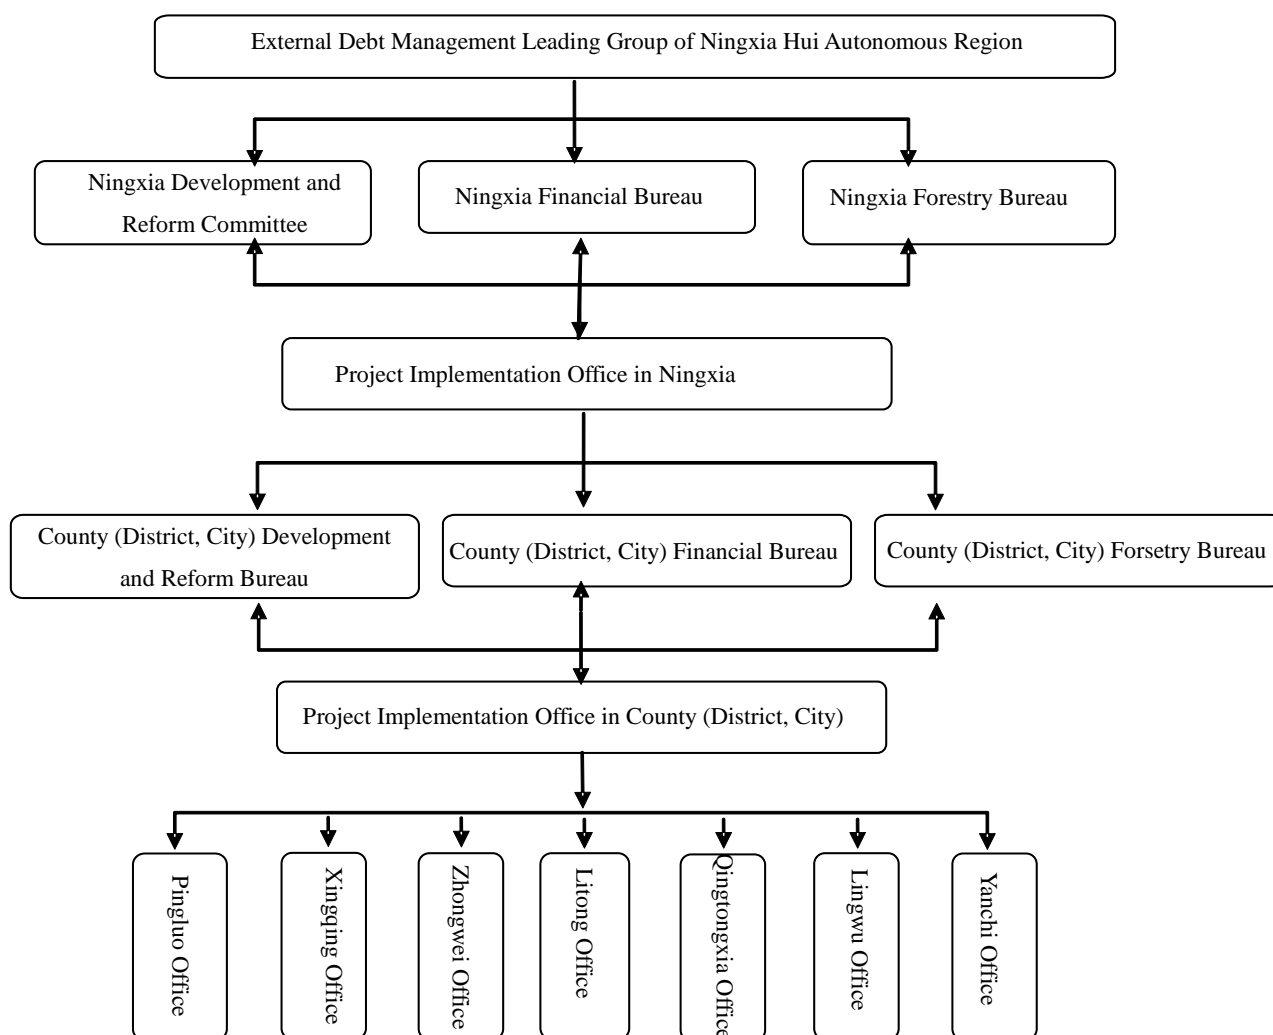 External Debt Management Leading Group of Ningxia Hui Autonomous Region
Ningxia Development and
Reform Committee
Ningxia Financial Bureau
Ningxia Forestry Bureau
Project Implementation Office in Ningxia
County (District, City) Development
and Reform Bureau
County (District, City) Financial Bureau
County (District, City) Forsetry Bureau
Project Implementation Office in County (District, City)
Pingluo Office
Xingqing Office
Zhongwei Office
Litong Office
Qingtongxia Office
Lingwu Office
Yanchi Office